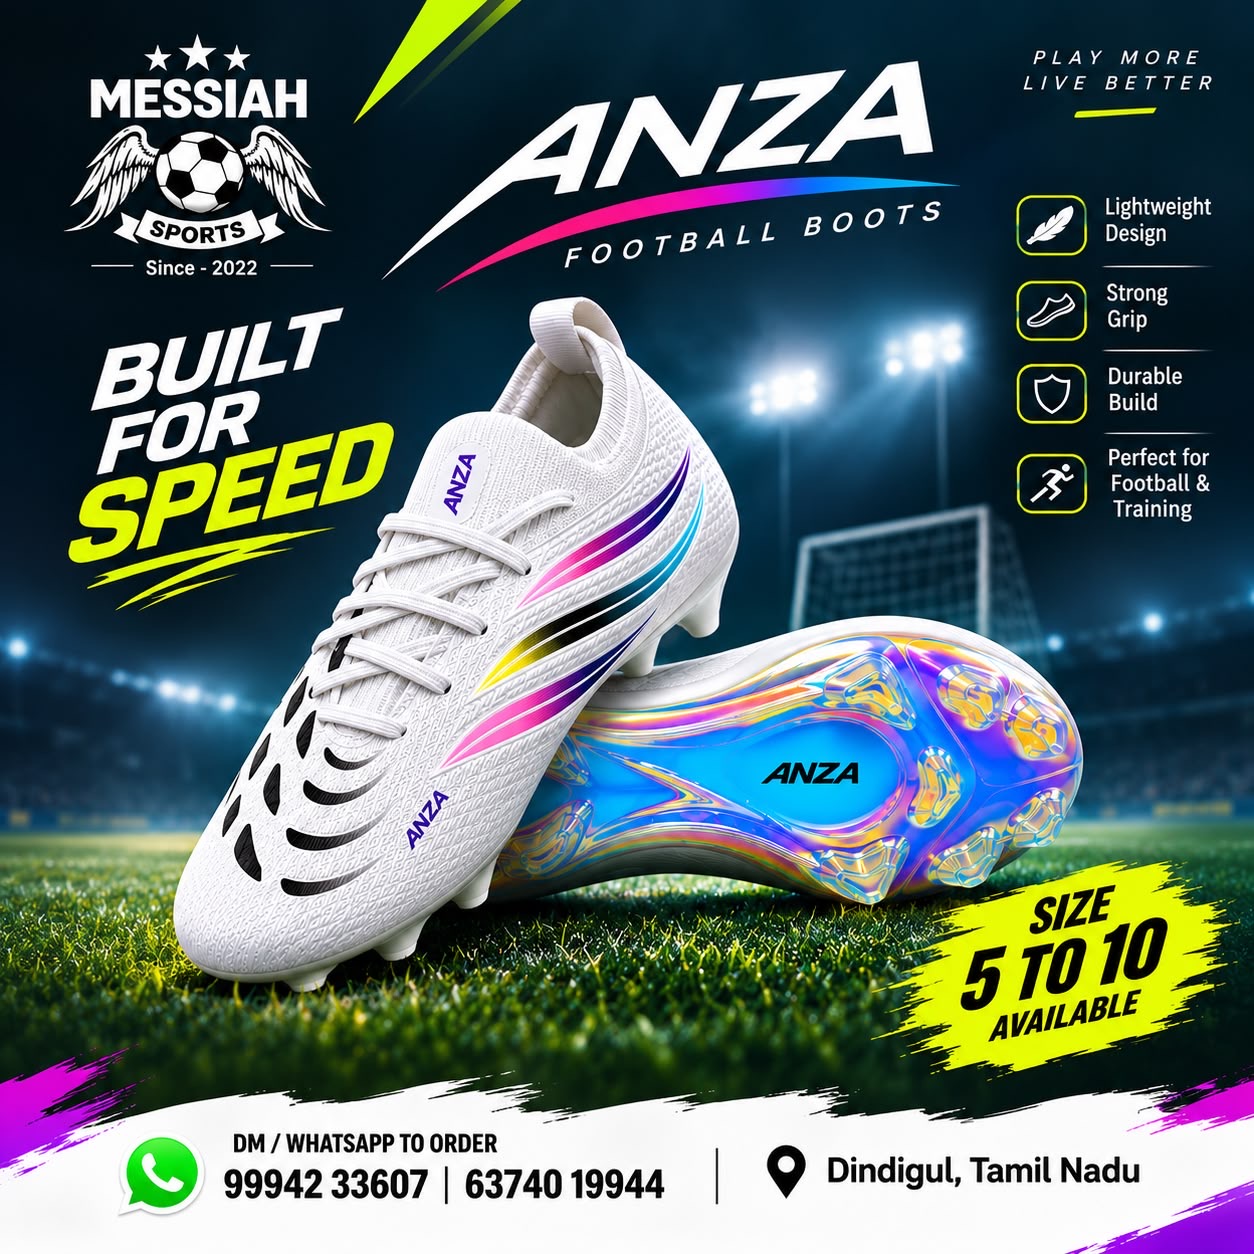 MESSIAH
SPORTS
Since - 2022
ANZA
FOOTBALL BOOTS
PLAY MORE
LIVE BETTER
Lightweight
Design
Strong
Grip
Durable
Build
Perfect for
Football &
Training
BUILT
FOR
SPEED
ANZA
ANZA
ANZA
SIZE
5 TO 10
AVAILABLE
DM / WHATSAPP TO ORDER
99942 33607 | 63740 19944
Dindigul, Tamil Nadu